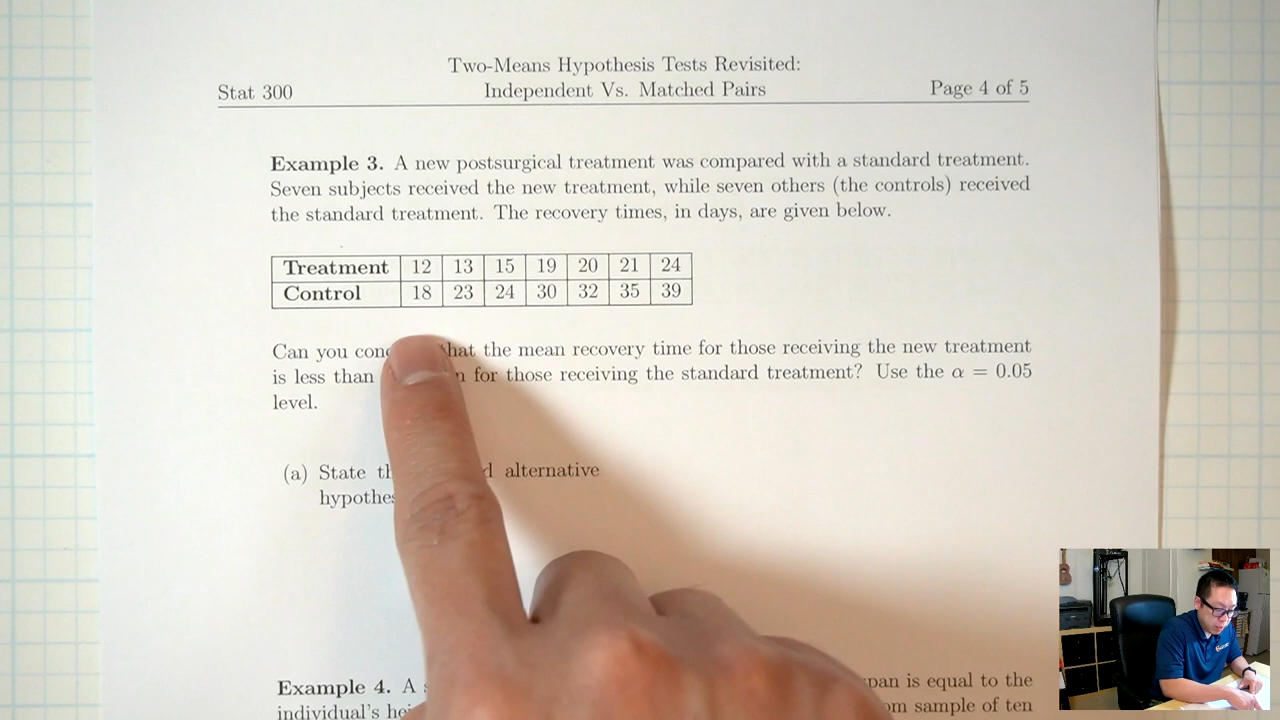 Two-Means Hypothesis Tests Revisited:
Stat 300 Independent Vs. Matched Pairs Page 4 of 5
Example 3. A new postsurgical treatment was compared with a standard treatment.
Seven subjects received the new treatment, while seven others (the controls) received
the standard treatment. The recovery times, in days, are given below.
Treatment 12 13 15 19 20 21 24
Control 18 23 24 30 32 35 39
Can you that the mean recovery time for those receiving the new treatment
is less than for those receiving the standard treatment? Use the α = 0.05
level.
(a) State alternative
Example 4. A span is equal to the
individual's sample of ten